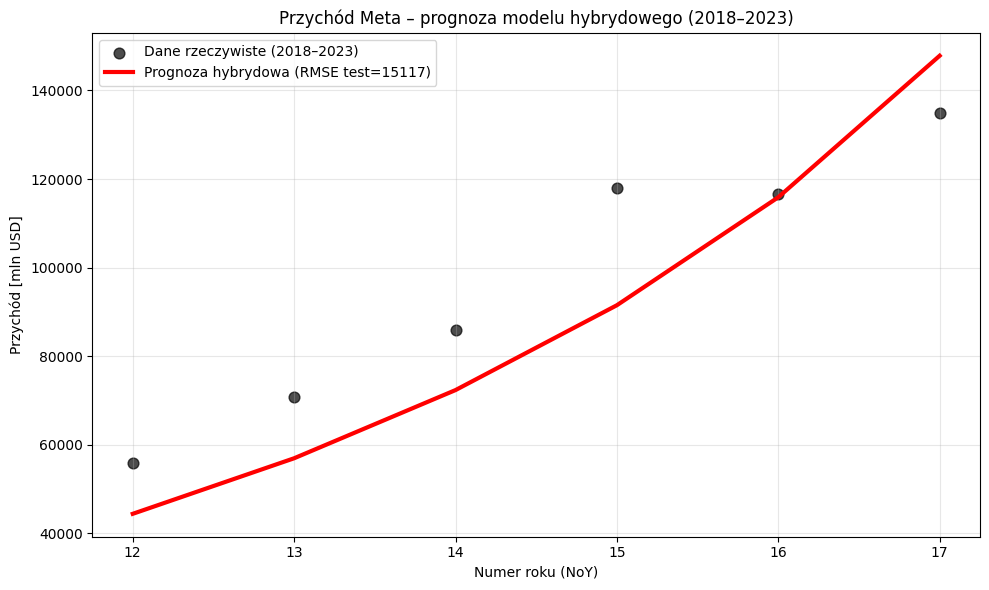 Przychód Meta – prognoza modelu hybrydowego (2018–2023)
Dane rzeczywiste (2018–2023)
Prognoza hybrydowa (RMSE test=15117)
Przychód [mln USD]
140000
120000
100000
80000
60000
40000
12 13 14 15 16 17
Numer roku (NoY)